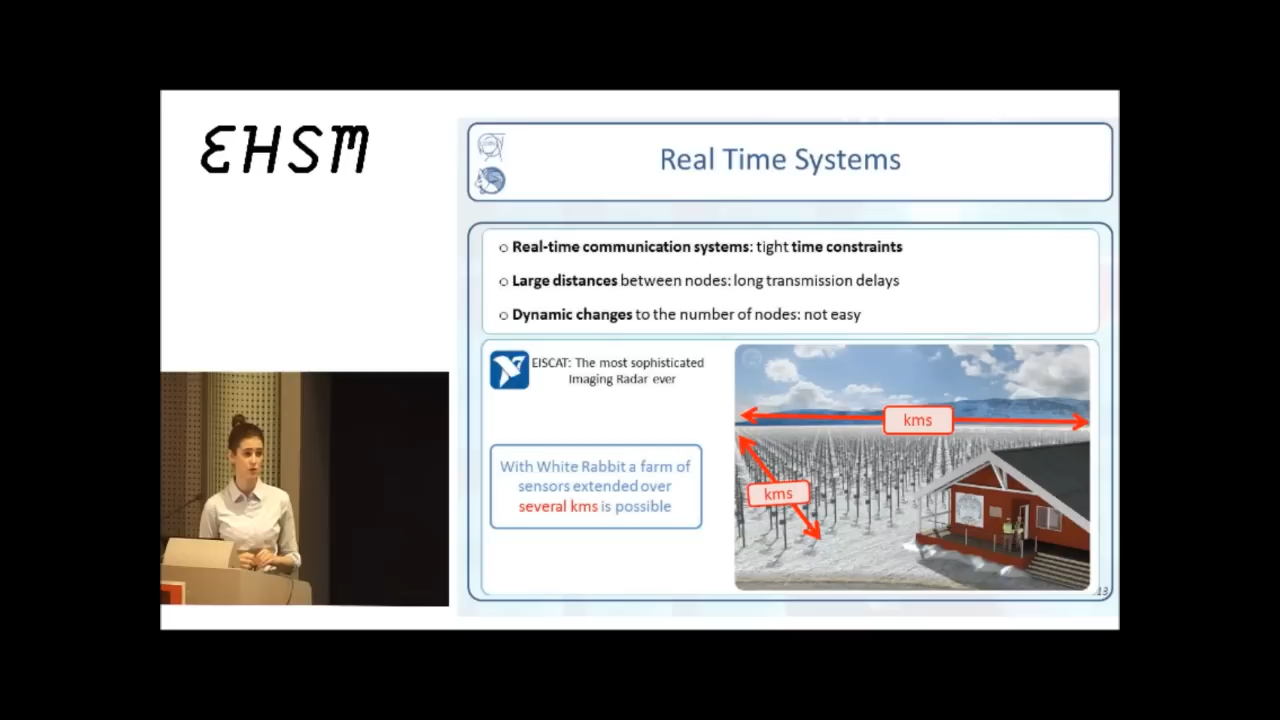 EHSM
Real Time Systems
Real-time communication systems: tight time constraints
Large distances between nodes: long transmission delays
Dynamic changes to the number of nodes: not easy
EISCAT: The most sophisticated
Imaging Radar ever
With White Rabbit a farm of
sensors extended over
several kms is possible
kms
kms
13